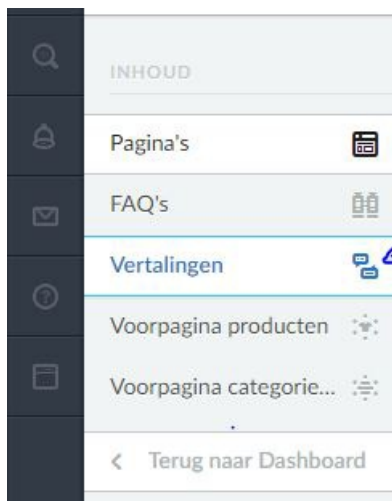 INHOUD
Pagina's
FAQ's
Vertalingen
Voorpagina producten
Voorpagina categorie...
Terug naar Dashboard